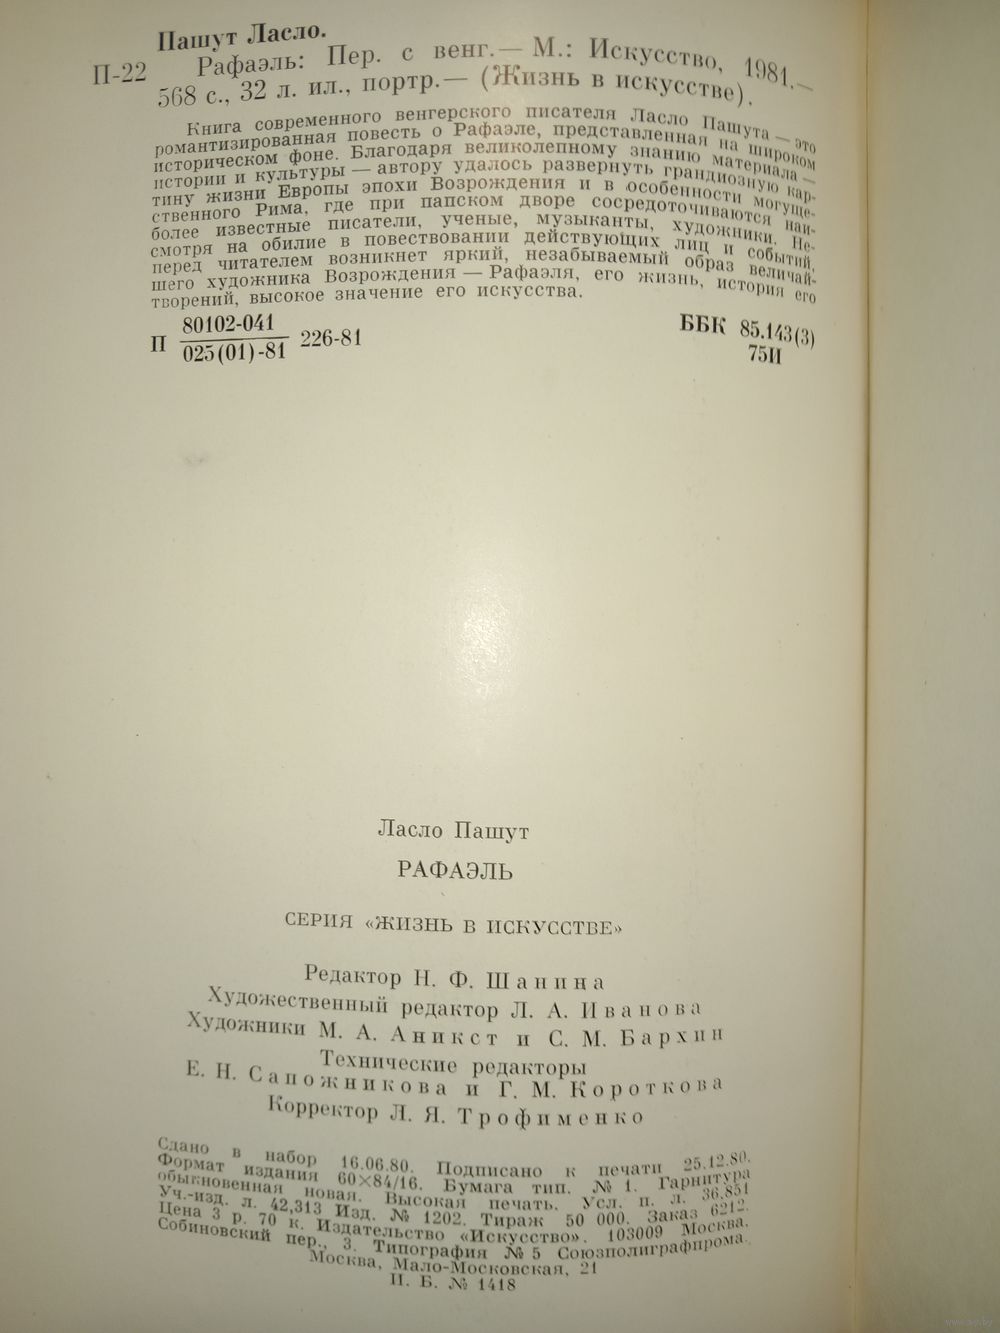 Пашут Ласло.
П-22 Рафаэль: Пер. с венг.— М.: Искусство, 1981.—
568 с., 32 л. ил., портр.— (Жизнь в искусстве).
Книга современного венгерского писателя Ласло Пашута — это
романтизированная повесть о Рафаэле, представленная на широком
историческом фоне. Благодаря великолепному знанию материала —
истории и культуры — автору удалось развернуть грандиозную кар-
тину жизни Европы эпохи Возрождения и в особенности могуще-
ственного Рима, где при папском дворе сосредоточиваются наи-
более известные писатели, ученые, музыканты, художники. Не-
смотря на обилие в повествовании действующих лиц и событий,
перед читателем возникнет яркий, незабываемый образ величай-
шего художника Возрождения — Рафаэля, его жизнь, история его
творений, высокое значение его искусства.
П 80102-041 226-81 ББК 85.143(3)
025(01)-81 75И
Ласло Пашут
РАФАЭЛЬ
СЕРИЯ «ЖИЗНЬ В ИСКУССТВЕ»
Редактор Н. Ф. Шанина
Художественный редактор Л. А. Иванова
Художники М. А. Аникст и С. М. Бархин
Технические редакторы
Е. Н. Сапожникова и Г. М. Короткова
Корректор Л. Я. Трофименко
Сдано в набор 16.06.80. Подписано к печати 25.12.80.
Формат издания 60×84/16. Бумага тип. № 1. Гарнитура
обыкновенная новая. Высокая печать. Усл. п. л. 36,851
Уч.-изд. л. 42,313 Изд. № 1202. Тираж 50 000. Заказ 6212.
Цена 3 р. 70 к. Издательство «Искусство». 103009 Москва.
Собиновский пер., 3. Типография № 5 Союзполиграфпрома.
Москва, Мало-Московская, 21
И. Б. № 1418